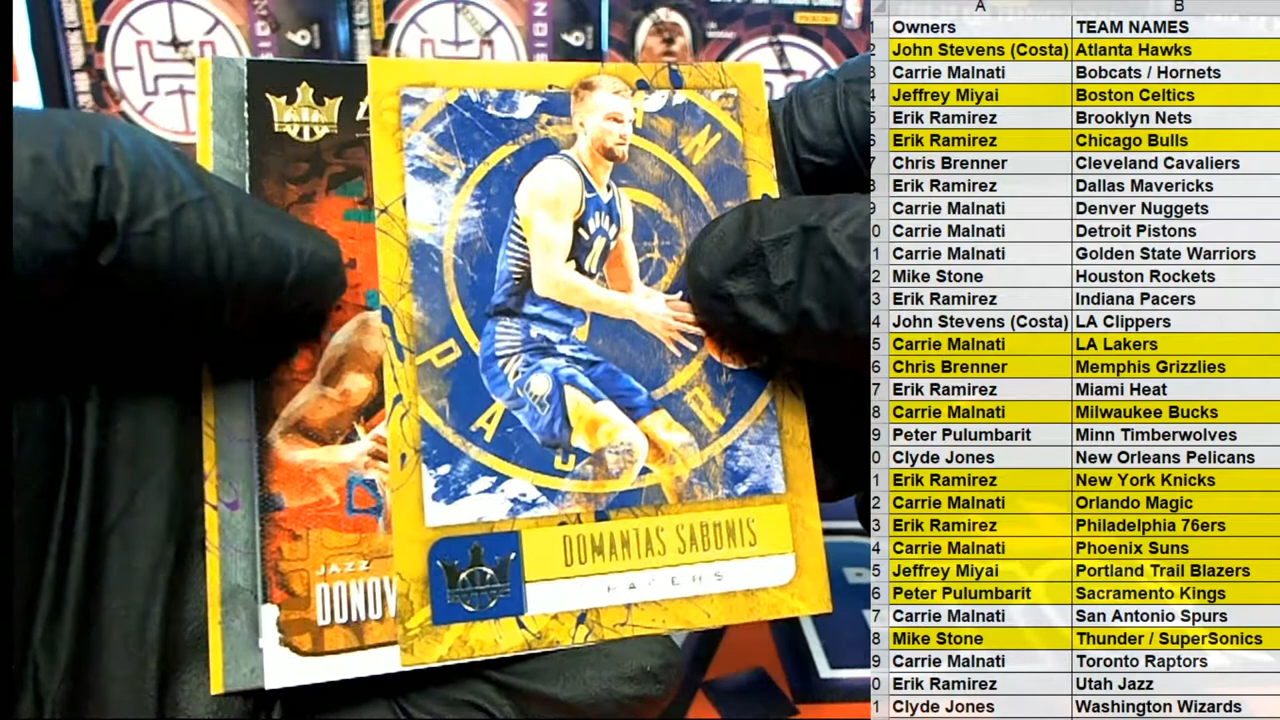 A B
1 Owners TEAM NAMES
2 John Stevens (Costa) Atlanta Hawks
3 Carrie Malnati Bobcats / Hornets
4 Jeffrey Miyai Boston Celtics
5 Erik Ramirez Brooklyn Nets
6 Erik Ramirez Chicago Bulls
7 Chris Brenner Cleveland Cavaliers
8 Erik Ramirez Dallas Mavericks
9 Carrie Malnati Denver Nuggets
0 Carrie Malnati Detroit Pistons
1 Carrie Malnati Golden State Warriors
2 Mike Stone Houston Rockets
3 Erik Ramirez Indiana Pacers
4 John Stevens (Costa) LA Clippers
5 Carrie Malnati LA Lakers
6 Chris Brenner Memphis Grizzlies
7 Erik Ramirez Miami Heat
8 Carrie Malnati Milwaukee Bucks
9 Peter Pulumbarit Minn Timberwolves
0 Clyde Jones New Orleans Pelicans
1 Erik Ramirez New York Knicks
2 Carrie Malnati Orlando Magic
3 Erik Ramirez Philadelphia 76ers
4 Carrie Malnati Phoenix Suns
5 Jeffrey Miyai Portland Trail Blazers
6 Peter Pulumbarit Sacramento Kings
7 Carrie Malnati San Antonio Spurs
8 Mike Stone Thunder / SuperSonics
9 Carrie Malnati Toronto Raptors
0 Erik Ramirez Utah Jazz
1 Clyde Jones Washington Wizards
INDIANA
DOMANTAS SABONIS
PACERS
JAZZ
DONOV